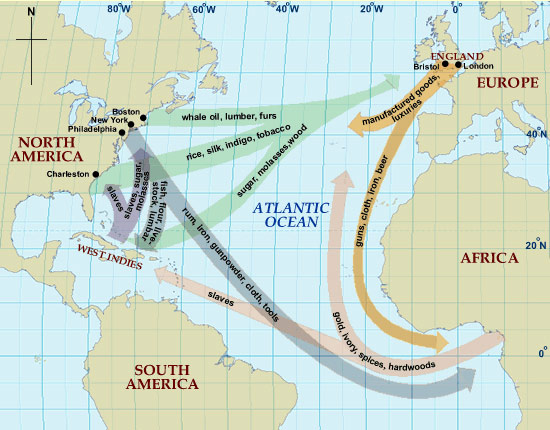 N
80°W
60°W
40°W
20°W
0°
ENGLAND
Bristol
London
EUROPE
manufactured goods,
luxuries
Boston
New York
Philadelphia
whale oil, lumber, furs
40°N
NORTH
AMERICA
rice, silk, indigo, tobacco
sugar, molasses,wood
Charleston
slaves
slaves, sugar,
molasses
fish, flour, live-
stock, lumbar
guns, cloth, iron, beer
ATLANTIC
OCEAN
rum, iron, gunpowder, cloth, tools
20°N
WEST INDIES
AFRICA
slaves
gold, ivory, spices, hardwoods
0°
SOUTH
AMERICA